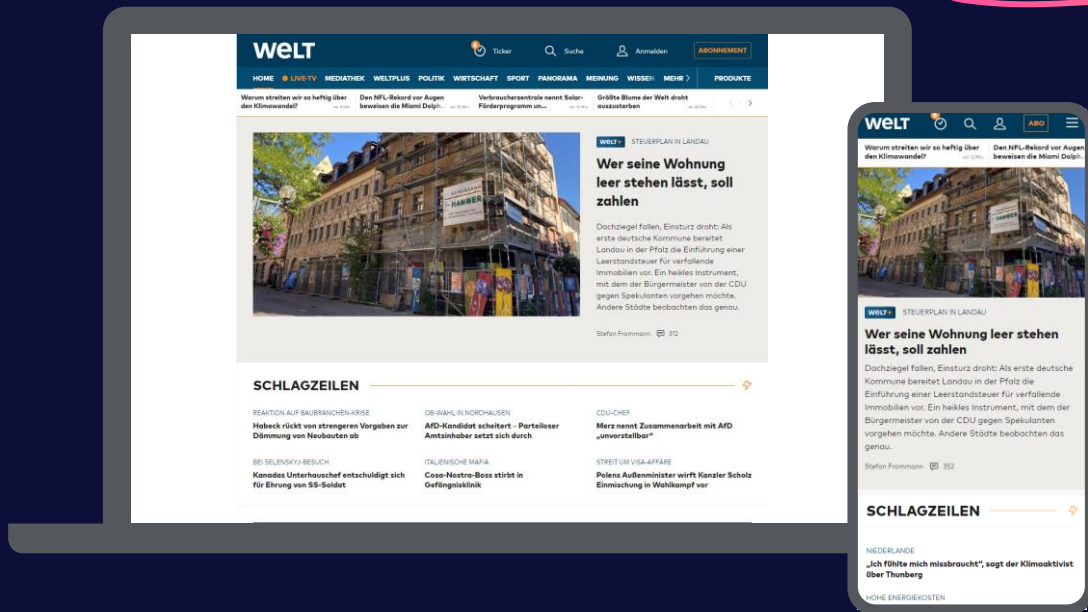 WELT
Ticker Suche Anmelden ABONNEMENT
HOME LIVE-TV MEDIATHEK WELTPLUS POLITIK WIRTSCHAFT SPORT PANORAMA MEINUNG WISSEN MEHR PRODUKTE
Warum streiten wir so heftig über
den Klimawandel?
Den NFL-Rekord vor Augen
beweisen die Miami Dolph...
Verbraucherzentrale nennt Solar-
Förderprogramm un...
Größte Blume der Welt droht
auszusterben
HAMMER
WELT+ STEUERPLAN IN LANDAU
Wer seine Wohnung
leer stehen lässt, soll
zahlen
Dachziegel fallen, Einsturz droht: Als
erste deutsche Kommune bereitet
Landau in der Pfalz die Einführung einer
Leerstandsteuer für verfallende
Immobilien vor. Ein heikles Instrument,
mit dem der Bürgermeister von der CDU
gegen Spekulanten vorgehen möchte.
Andere Städte beobachten das genau.
Stefan Frommann 312
SCHLAGZEILEN
REAKTION AUF BAUBRANCHEN-KRISE
Habeck rückt von strengeren Vorgaben zur
Dämmung von Neubauten ab
OB-WAHL IN NORDHAUSEN
AfD-Kandidat scheitert – Parteiloser
Amtsinhaber setzt sich durch
CDU-CHEF
Merz nennt Zusammenarbeit mit AfD
„unvorstellbar“
BEI SELENSKYJ-BESUCH
Kanadas Unterhauschef entschuldigt sich
für Ehrung von SS-Soldat
ITALIENISCHE MAFIA
Cosa-Nostra-Boss stirbt in
Gefängnisklinik
STREIT UM VISA-AFFÄRE
Polens Außenminister wirft Kanzler Scholz
Einmischung in Wahlkampf vor
WELT ABO
Warum streiten wir so heftig über
den Klimawandel?
Den NFL-Rekord vor Augen
beweisen die Miami Dolph...
HAMMER
WELT+ STEUERPLAN IN LANDAU
Wer seine Wohnung leer stehen
lässt, soll zahlen
Dachziegel fallen, Einsturz droht: Als erste deutsche
Kommune bereitet Landau in der Pfalz die
Einführung einer Leerstandsteuer für verfallende
Immobilien vor. Ein heikles Instrument, mit dem der
Bürgermeister von der CDU gegen Spekulanten
vorgehen möchte. Andere Städte beobachten das
genau.
Stefan Frommann 352
SCHLAGZEILEN
NIEDERLANDE
„Ich fühlte mich missbraucht“, sagt der Klimaaktivist
über Thunberg
HOHE ENERGIEKOSTEN